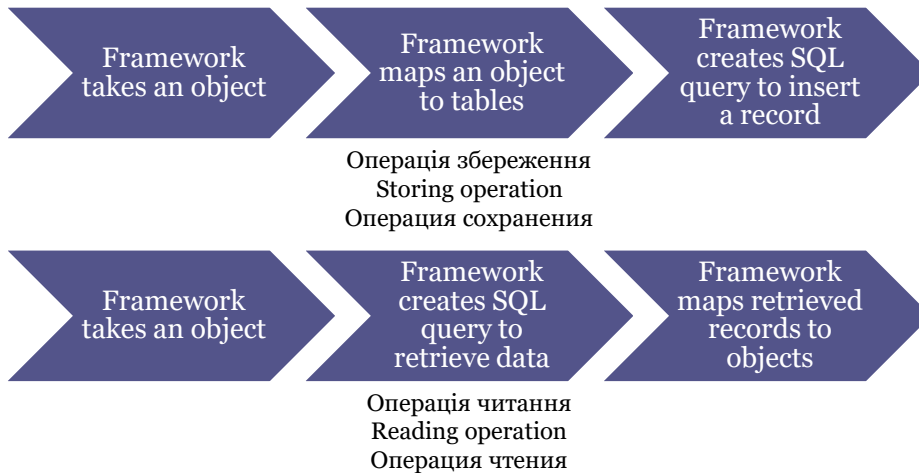 Framework
takes an object
Framework
maps an object
to tables
Framework
creates SQL
query to insert
a record
Операція збереження
Storing operation
Операция сохранения
Framework
takes an object
Framework
creates SQL
query to
retrieve data
Framework
maps retrieved
records to
objects
Операція читання
Reading operation
Операция чтения